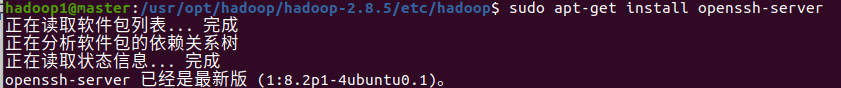 hadoop1@master:/usr/opt/hadoop/hadoop-2.8.5/etc/hadoop$ sudo apt-get install openssh-server
正在读取软件包列表... 完成
正在分析软件包的依赖关系树
正在读取状态信息... 完成
openssh-server 已经是最新版 (1:8.2p1-4ubuntu0.1)。